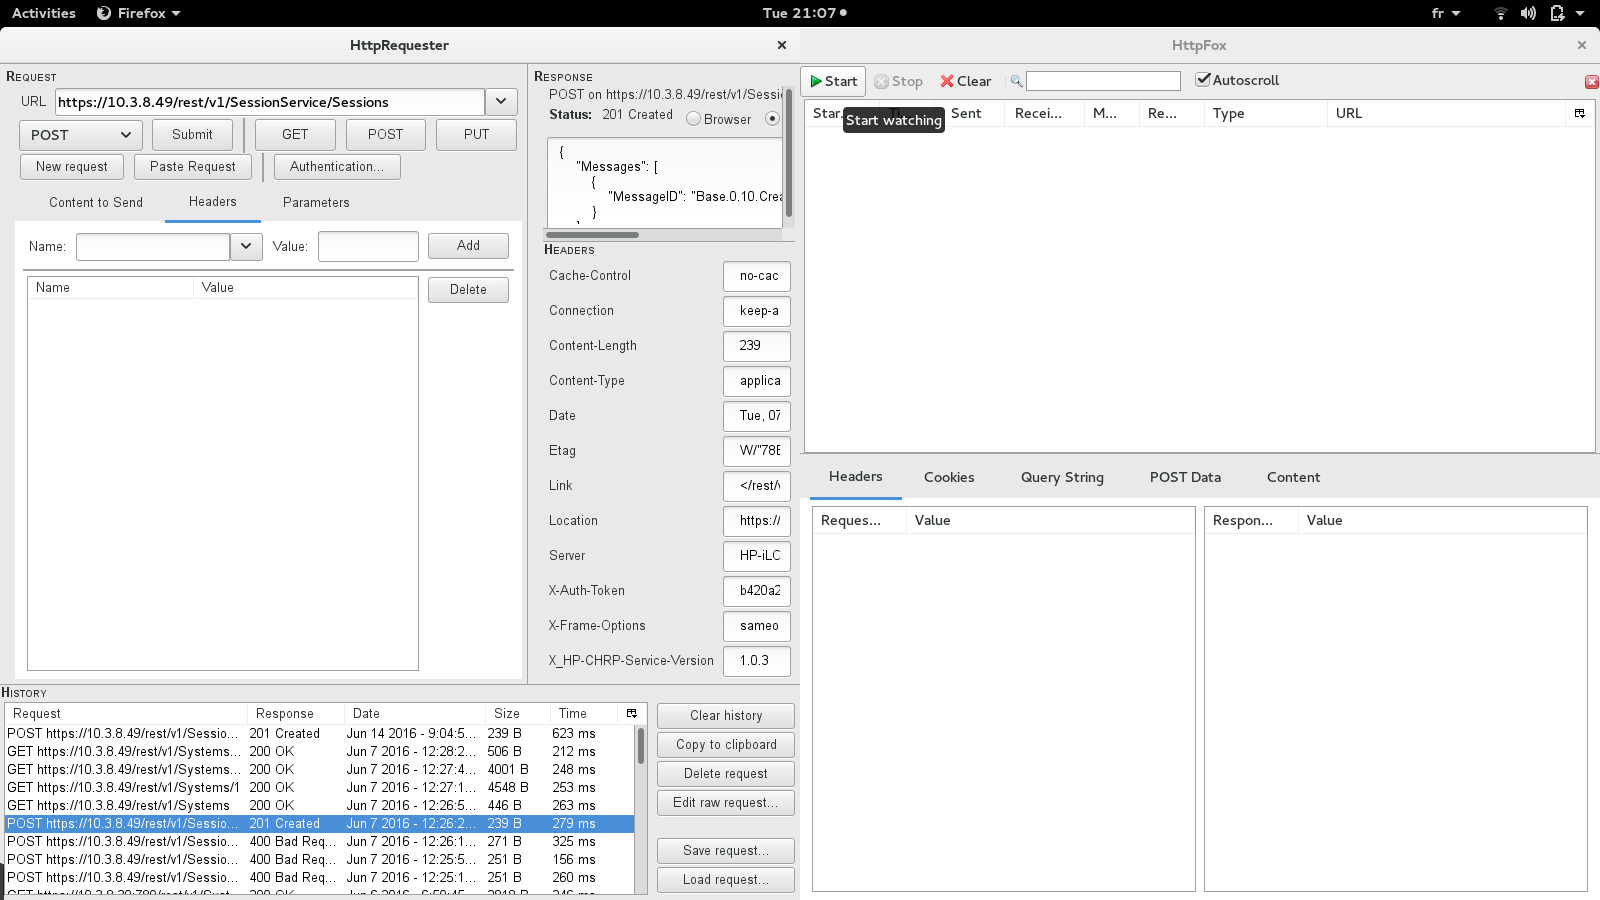 Activities Firefox Tue 21:07 fr
HttpRequester
HttpFox
REQUEST
URL https://10.3.8.49/rest/v1/SessionService/Sessions
POST Submit GET POST PUT
New request Paste Request Authentication...
Content to Send Headers Parameters
Name: Value: Add
Name Value Delete
RESPONSE
POST on https://10.3.8.49/rest/v1/Sessi
Status: 201 Created Browser
{
"Messages": [
{
"MessageID": "Base.0.10.Crea
}
HEADERS
Cache-Control no-cac
Connection keep-a
Content-Length 239
Content-Type applica
Date Tue, 07
Etag W/"78E
Link </rest/v
Location https://
Server HP-iLO
X-Auth-Token b420a2
X-Frame-Options sameo
X_HP-CHRP-Service-Version 1.0.3
HISTORY
Request Response Date Size Time
POST https://10.3.8.49/rest/v1/Sessio... 201 Created Jun 14 2016 - 9:04:5... 239 B 623 ms
GET https://10.3.8.49/rest/v1/Systems... 200 OK Jun 7 2016 - 12:28:2... 506 B 212 ms
GET https://10.3.8.49/rest/v1/Systems... 200 OK Jun 7 2016 - 12:27:4... 4001 B 248 ms
GET https://10.3.8.49/rest/v1/Systems/1 200 OK Jun 7 2016 - 12:27:1... 4548 B 253 ms
GET https://10.3.8.49/rest/v1/Systems 200 OK Jun 7 2016 - 12:26:5... 446 B 263 ms
POST https://10.3.8.49/rest/v1/Sessio... 201 Created Jun 7 2016 - 12:26:2... 239 B 279 ms
POST https://10.3.8.49/rest/v1/Sessio... 400 Bad Req... Jun 7 2016 - 12:26:1... 271 B 325 ms
POST https://10.3.8.49/rest/v1/Sessio... 400 Bad Req... Jun 7 2016 - 12:25:5... 251 B 156 ms
POST https://10.3.8.49/rest/v1/Sessio... 400 Bad Req... Jun 7 2016 - 12:25:1... 251 B 260 ms
Clear history
Copy to clipboard
Delete request
Edit raw request...
Save request...
Load request...
Start Stop Clear Autoscroll
Star... Sent Recei... M... Re... Type URL
Start watching
Headers Cookies Query String POST Data Content
Reques... Value Respon... Value